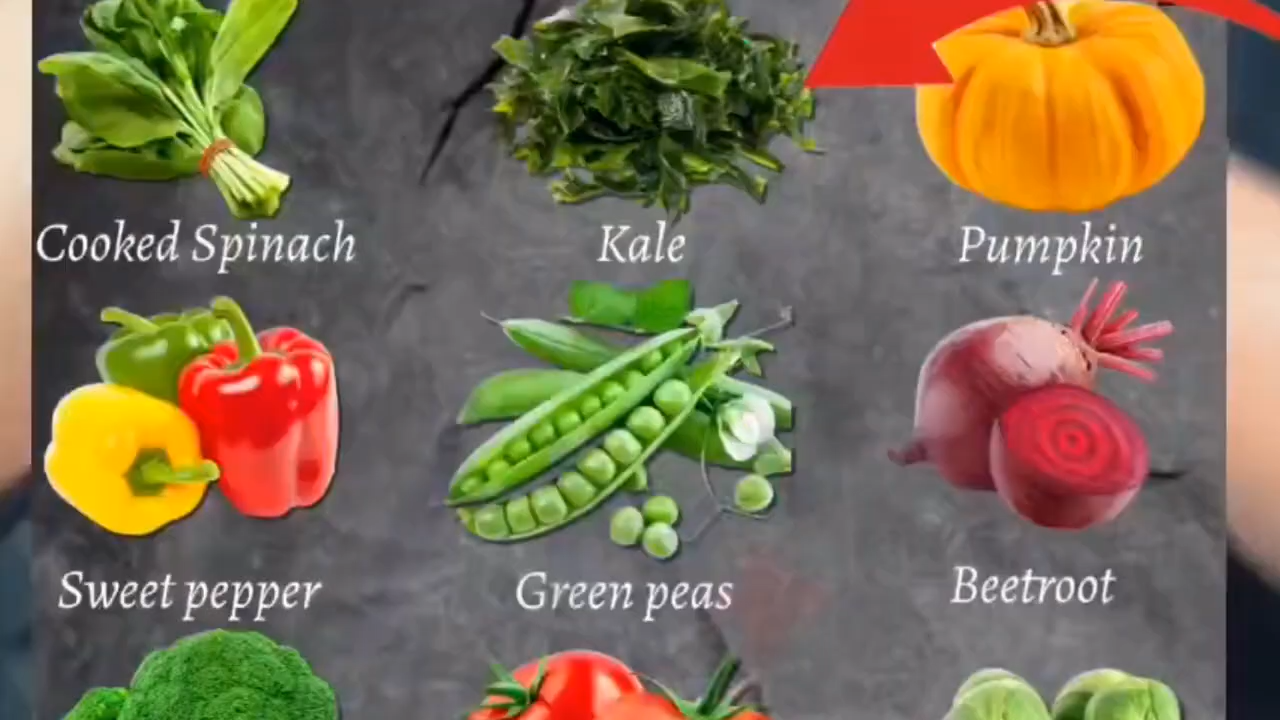 Cooked Spinach
Kale
Pumpkin
Sweet pepper
Green peas
Beetroot